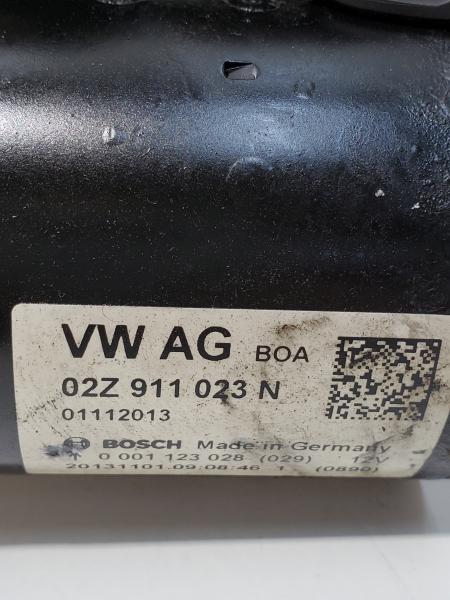 VW AG BOA
02Z 911 023 N
01112013
BOSCH Made in Germany
0 001 123 028 (029) 12V
20131101.09:08:46 1 (0890) 1